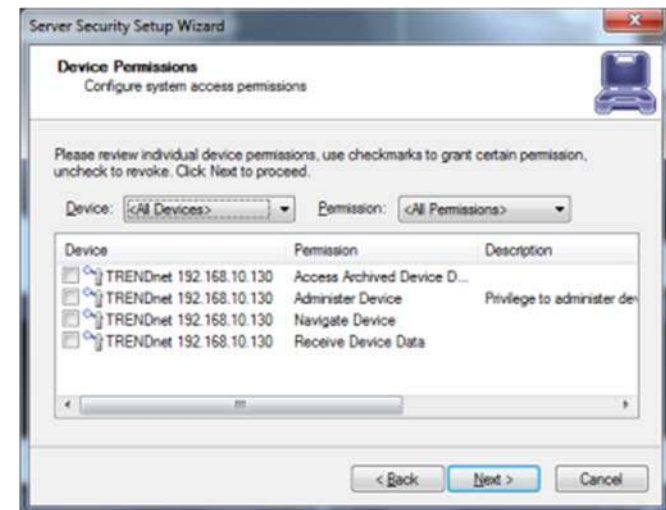 Server Security Setup Wizard
Device Permissions
Configure system access permissions
Please review individual device permissions, use checkmarks to grant certain permission,
uncheck to revoke. Click Next to proceed.
Device: <All Devices> Permission: <All Permissions>
Device Permission Description
TRENDnet 192.168.10.130 Access Archived Device D...
TRENDnet 192.168.10.130 Administer Device Privilege to administer dev
TRENDnet 192.168.10.130 Navigate Device
TRENDnet 192.168.10.130 Receive Device Data
< Back Next > Cancel